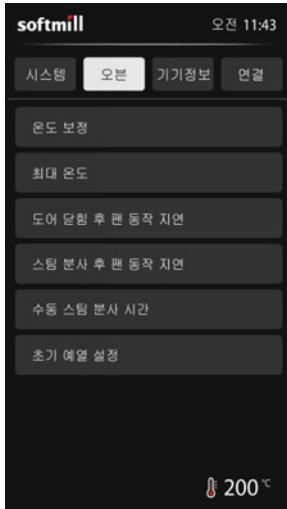 softmill
오전 11:43
시스템 오븐 기기정보 연결
온도 보정
최대 온도
도어 닫힘 후 팬 동작 지연
스팀 분사 후 팬 동작 지연
수동 스팀 분사 시간
초기 예열 설정
200℃